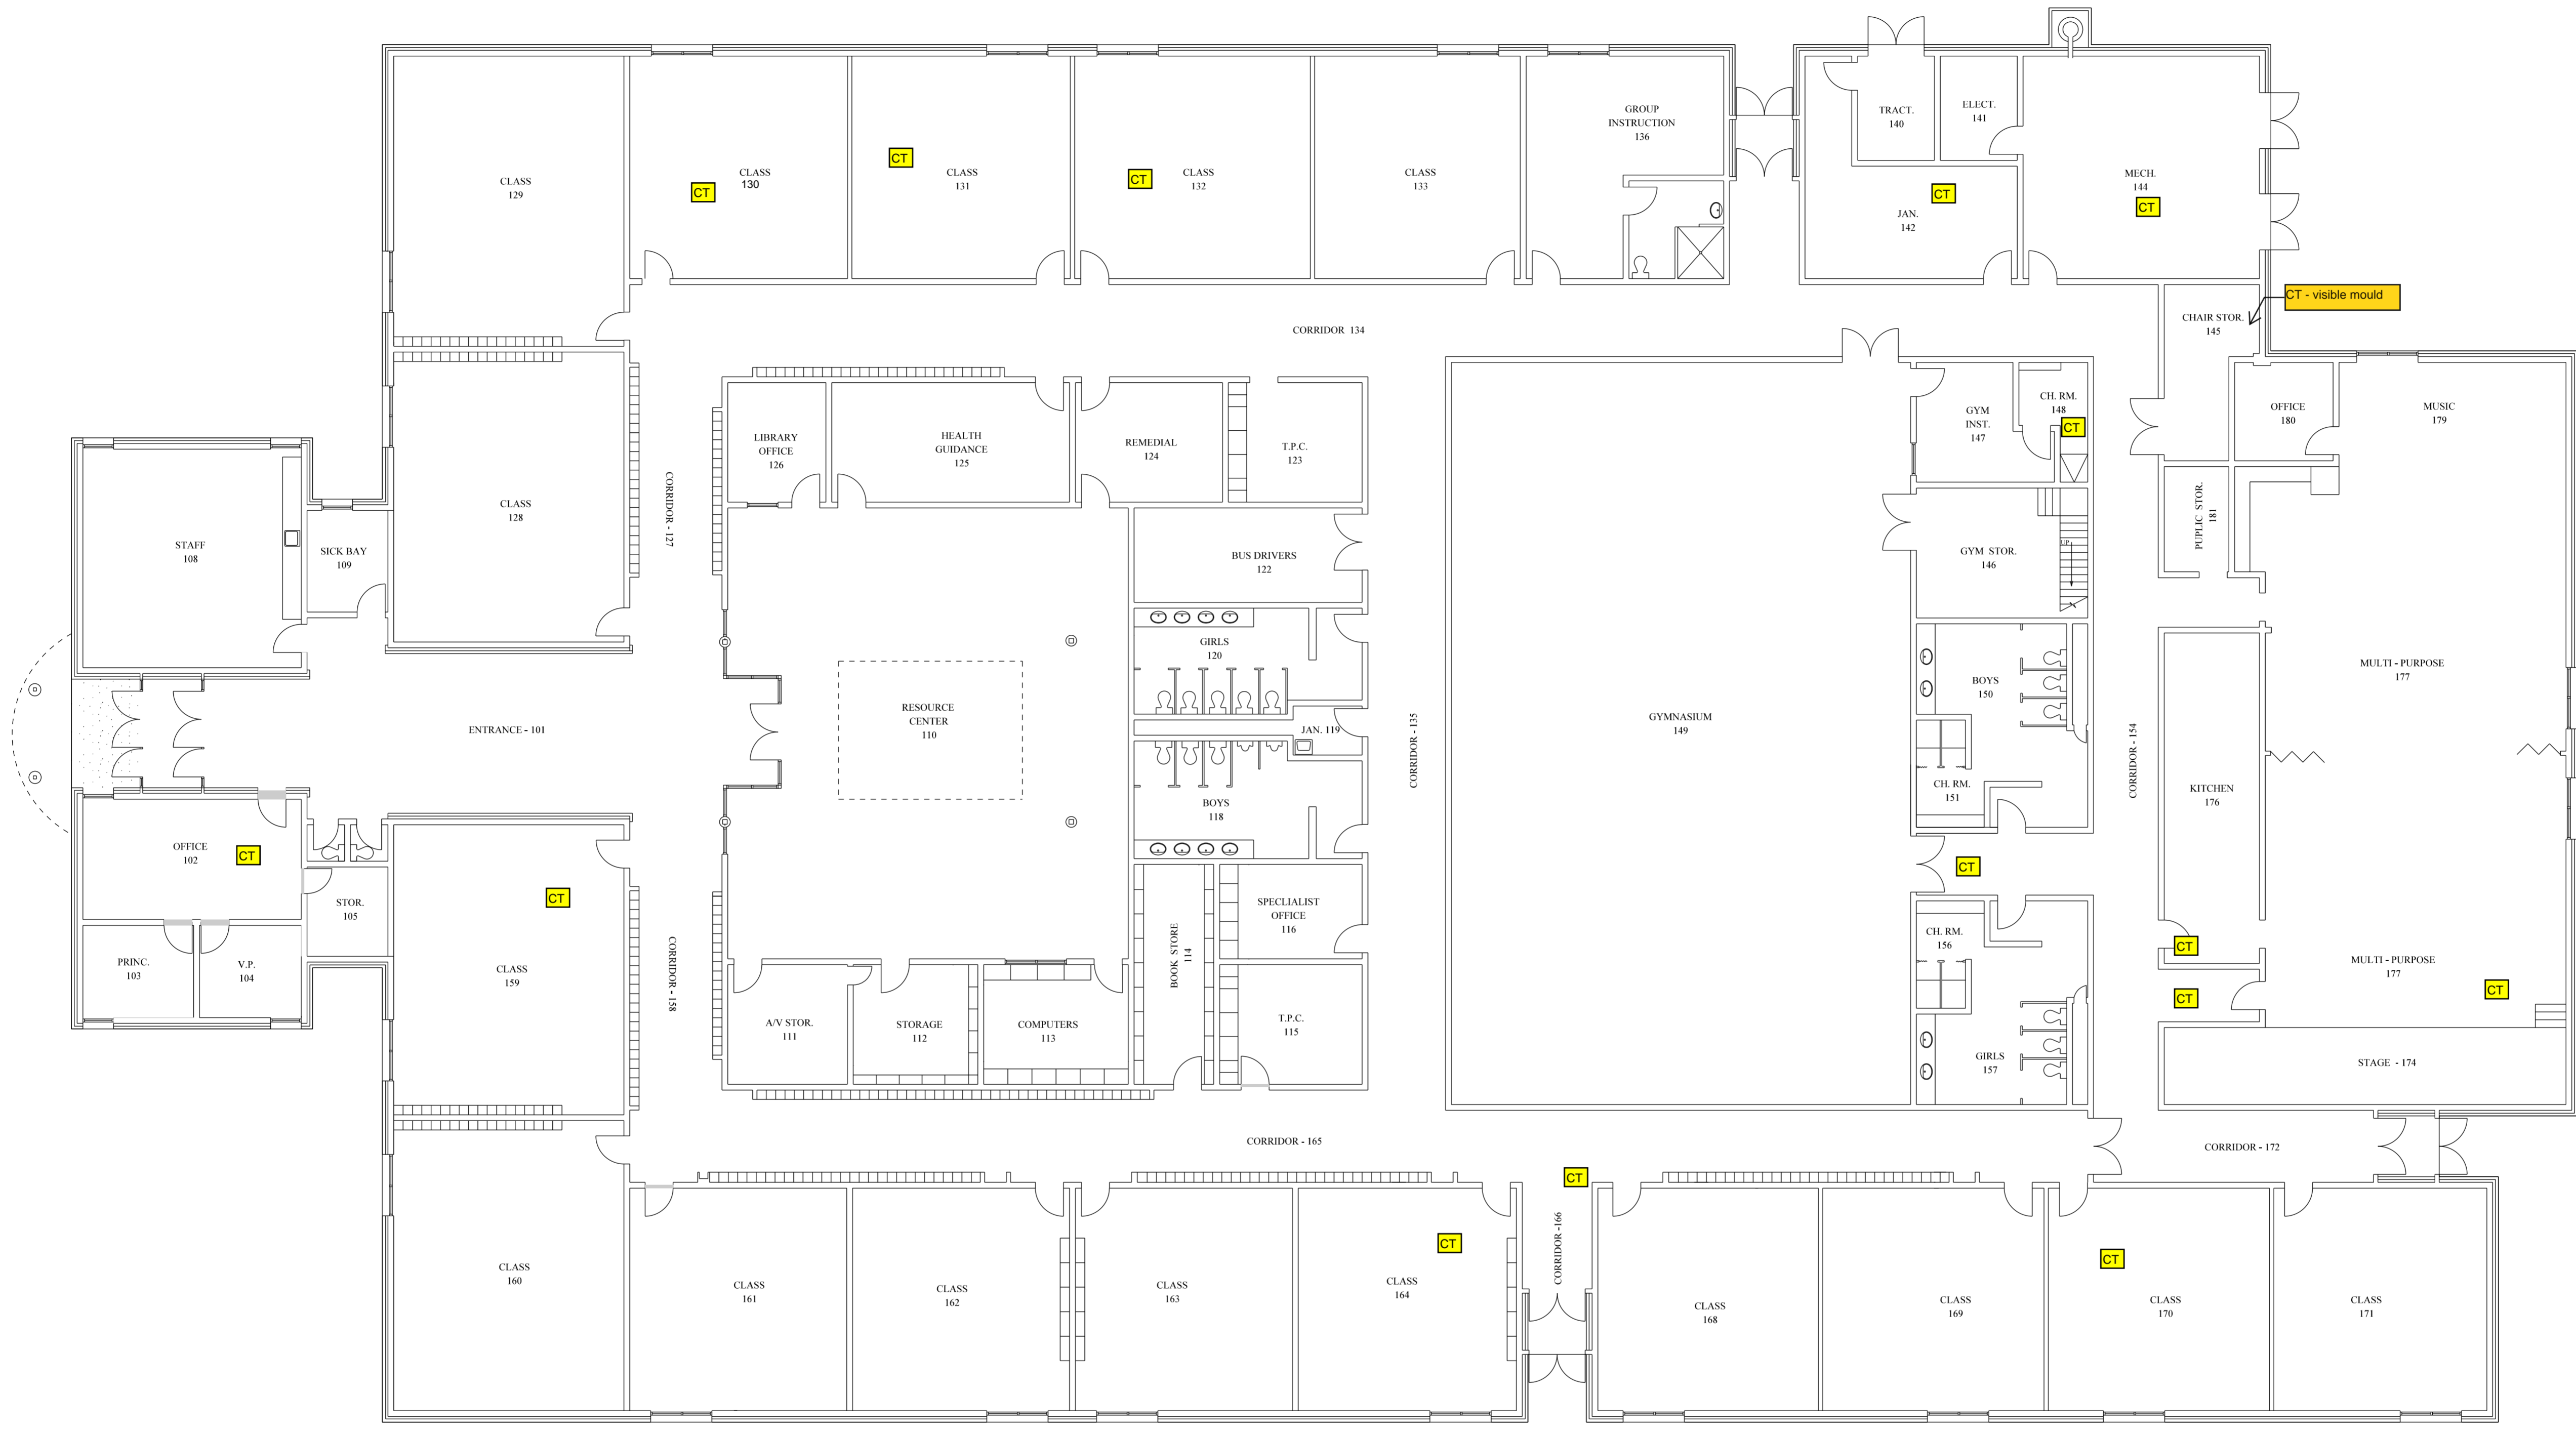 GROUP
INSTRUCTION
136
TRACT.
140
ELECT.
141
CLASS
129
CT
CLASS
130
CT
CLASS
131
CT
CLASS
132
CLASS
133
CT
JAN.
142
MECH.
144
CT
CT - visible mould
CHAIR STOR.
145
CORRIDOR 134
LIBRARY
OFFICE
126
HEALTH
GUIDANCE
125
REMEDIAL
124
T.P.C.
123
GYM
INST.
147
CH. RM.
148
CT
OFFICE
180
MUSIC
179
STAFF
108
SICK BAY
109
CLASS
128
CORRIDOR - 127
BUS DRIVERS
122
GYM STOR.
146
UP
PUPLIC STOR.
181
GIRLS
120
BOYS
150
MULTI - PURPOSE
177
ENTRANCE - 101
RESOURCE
CENTER
110
JAN. 119
CORRIDOR - 135
GYMNASIUM
149
CORRIDOR - 154
BOYS
118
CH. RM.
151
KITCHEN
176
OFFICE
102
CT
CT
STOR.
105
CT
SPECLIALIST
OFFICE
116
PRINC.
103
V.P.
104
CLASS
159
CORRIDOR - 158
BOOK STORE
114
CH. RM.
156
CT
CT
MULTI - PURPOSE
177
CT
A/V STOR.
111
STORAGE
112
COMPUTERS
113
T.P.C.
115
GIRLS
157
STAGE - 174
CORRIDOR - 165
CORRIDOR - 172
CT
CORRIDOR -166
CLASS
160
CLASS
161
CLASS
162
CLASS
163
CT
CLASS
164
CLASS
168
CLASS
169
CT
CLASS
170
CLASS
171